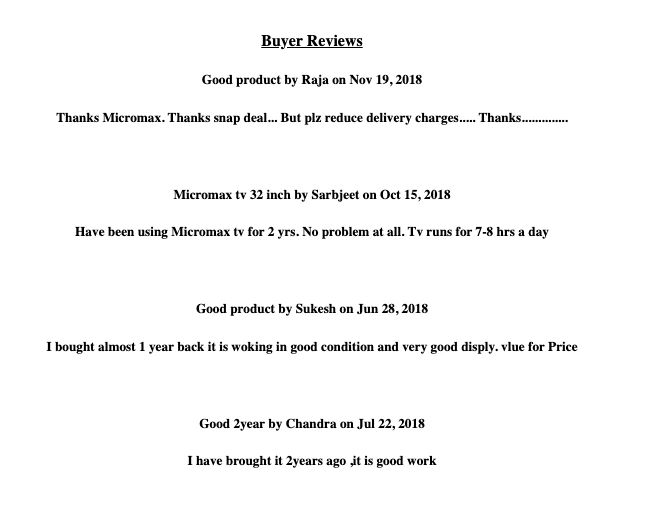 Buyer Reviews
Good product by Raja on Nov 19, 2018
Thanks Micromax. Thanks snap deal... But plz reduce delivery charges..... Thanks..............
Micromax tv 32 inch by Sarbjeet on Oct 15, 2018
Have been using Micromax tv for 2 yrs. No problem at all. Tv runs for 7-8 hrs a day
Good product by Sukesh on Jun 28, 2018
I bought almost 1 year back it is woking in good condition and very good disply. vlue for Price
Good 2year by Chandra on Jul 22, 2018
I have brought it 2years ago ,it is good work